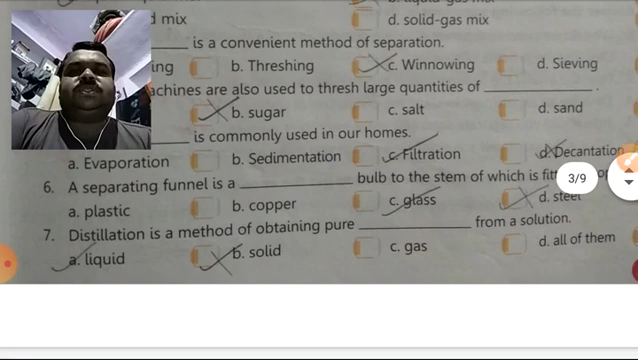 d mix d. solid-gas mix
is a convenient method of separation.
ing b. Threshing c. Winnowing d. Sieving
achines are also used to thresh large quantities of .
b. sugar c. salt d. sand
is commonly used in our homes.
a. Evaporation b. Sedimentation c. Filtration d. Decantation
6. A separating funnel is a bulb to the stem of which is fitt
3/9
a. plastic b. copper c. glass d. steel
7. Distillation is a method of obtaining pure from a solution.
a. liquid b. solid c. gas d. all of them